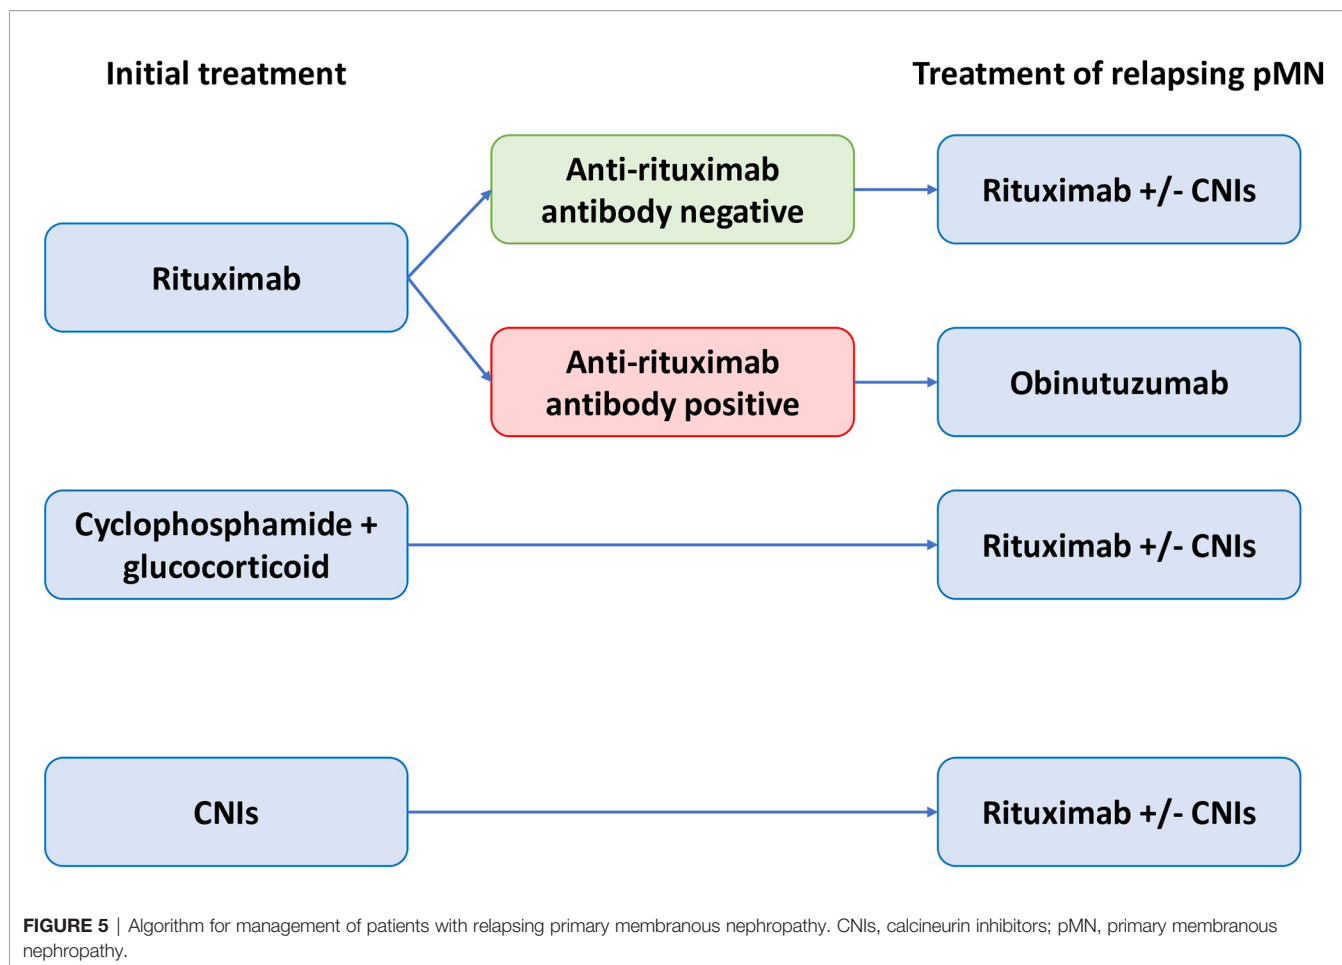 Initial treatment
Treatment of relapsing pMN
Anti-rituximab
antibody negative
Rituximab +/- CNIs
Rituximab
Anti-rituximab
antibody positive
Obinutuzumab
Cyclophosphamide +
glucocorticoid
Rituximab +/- CNIs
CNIs
Rituximab +/- CNIs
FIGURE 5 | Algorithm for management of patients with relapsing primary membranous nephropathy. CNIs, calcineurin inhibitors; pMN, primary membranous
nephropathy.